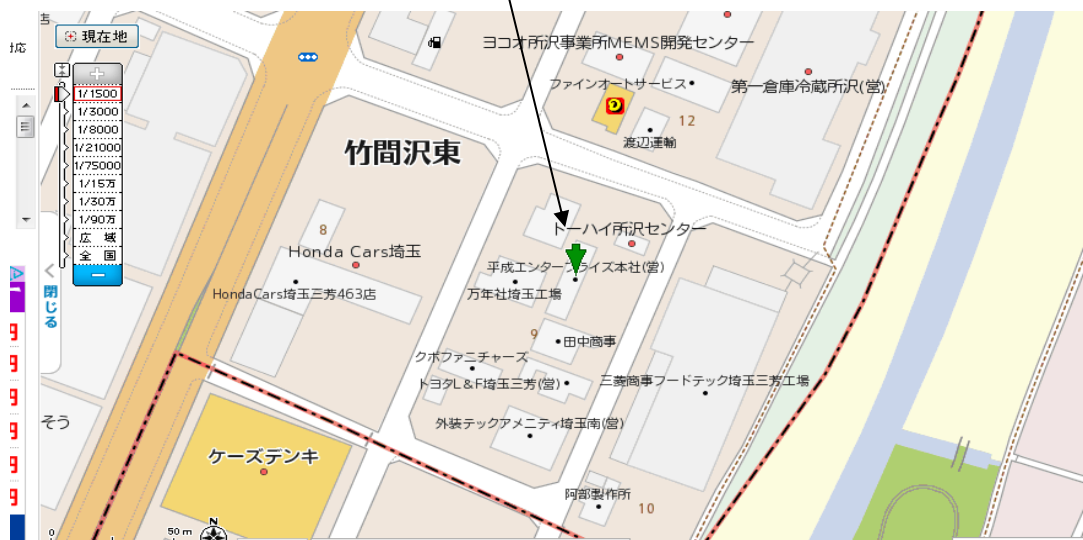 現在地
1/1500
1/3000
1/8000
1/21000
1/75000
1/15万
1/30万
1/90万
広 域
全 国
閉じる
ヨコオ所沢事業所MEMS開発センター
ファインオートサービス
第一倉庫冷蔵所沢(営)
12
渡辺運輸
竹間沢東
8
トーハイ所沢センター
Honda Cars埼玉
平成エンタープライズ本社(営)
HondaCars埼玉三芳463店
万年社埼玉工場
9
田中商事
クボファニチャーズ
トヨタL&F埼玉三芳(営)
三菱商事フードテック埼玉三芳工場
そう
外装テックアメニティ埼玉南(営)
ケーズデンキ
阿部製作所
10
0
50m
N